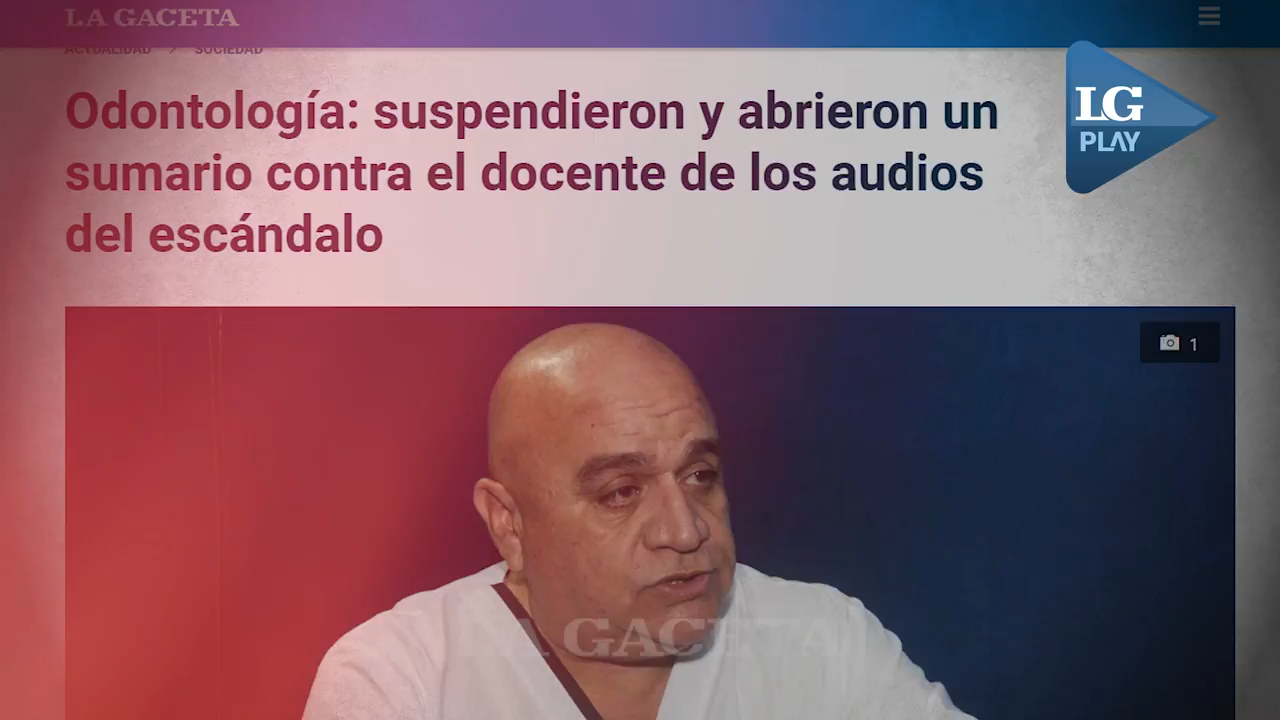 LA GACETA
ACTUALIDAD > SOCIEDAD
Odontología: suspendieron y abrieron un
sumario contra el docente de los audios
del escándalo
LG
PLAY
1
LA GACETA